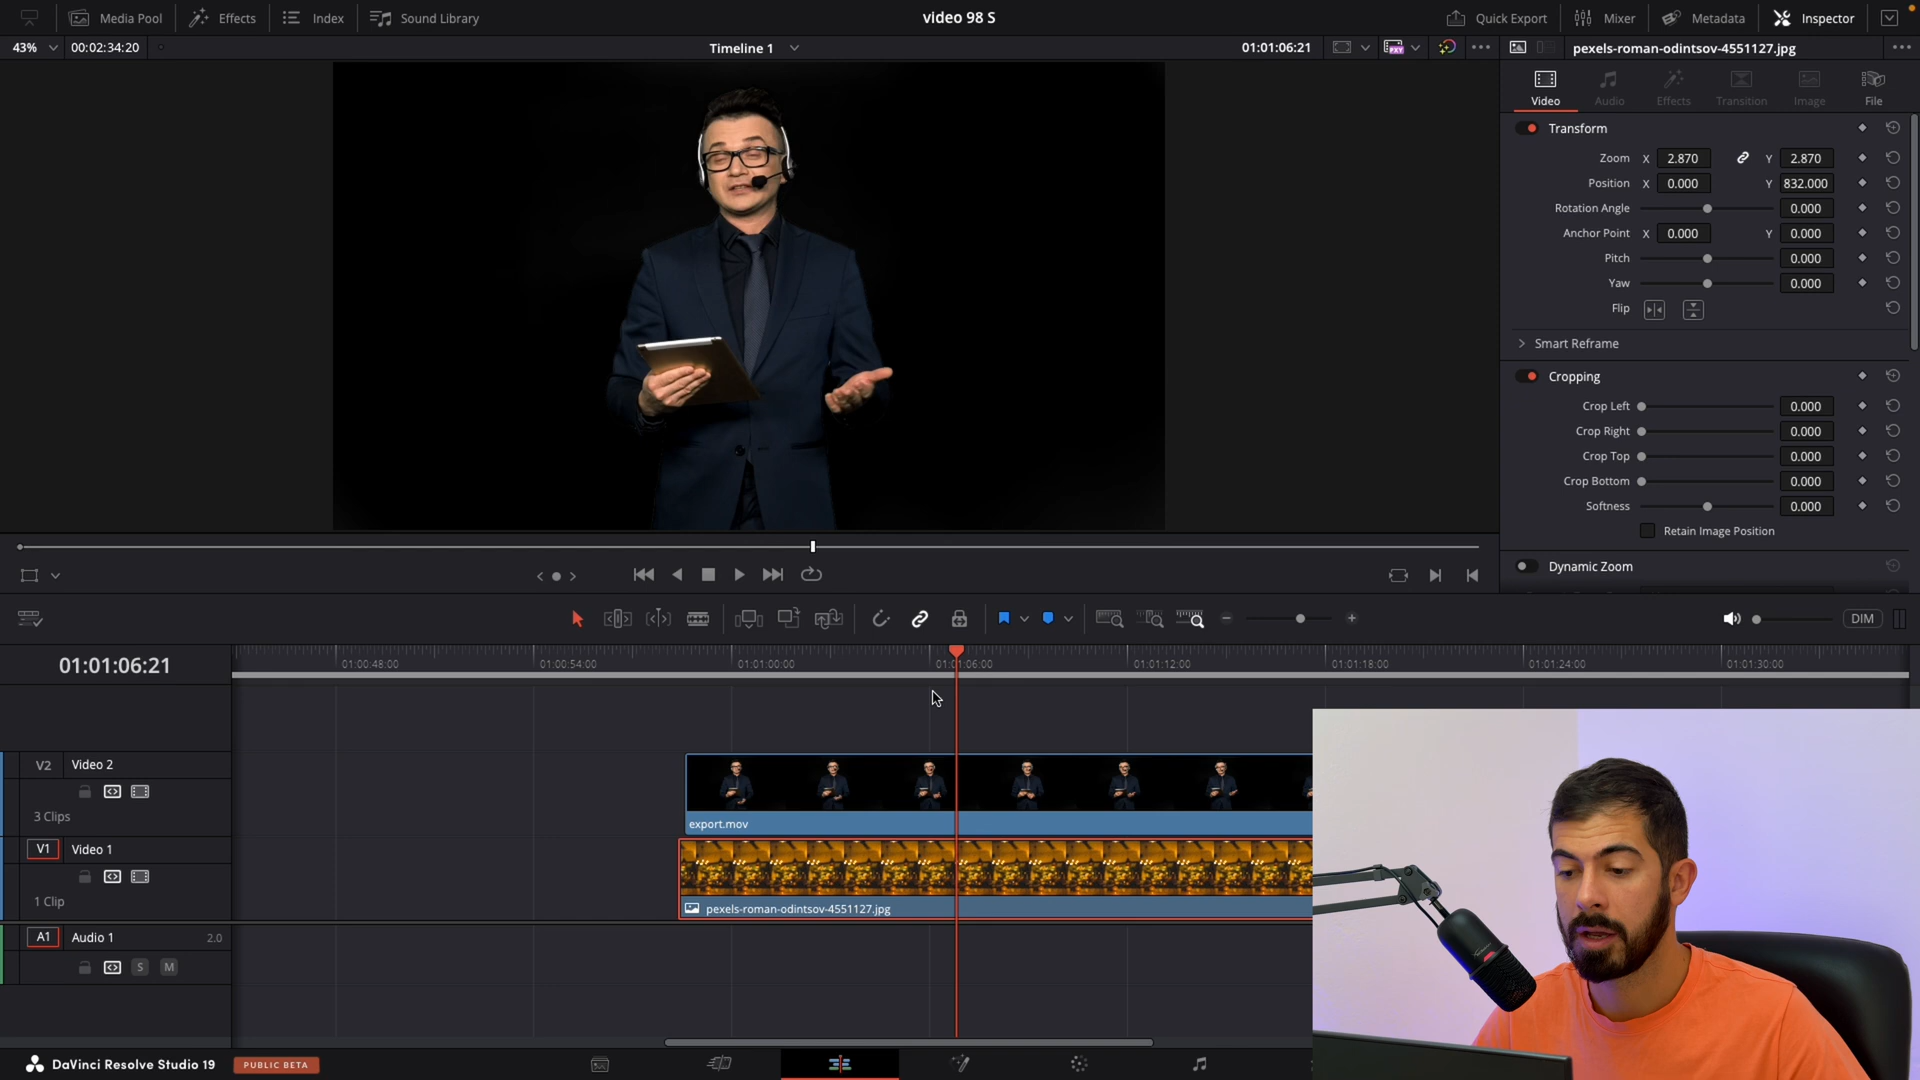 Media Pool Effects Index Sound Library video 98 S Quick Export Mixer Metadata Inspector
43% 00:02:34:20 Timeline 1 01:01:06:21 PXY pexels-roman-odintsov-4551127.jpg
Video Audio Effects Transition Image File
Transform
Zoom X 2.870 Y 2.870
Position X 0.000 Y 832.000
Rotation Angle 0.000
Anchor Point X 0.000 Y 0.000
Pitch 0.000
Yaw 0.000
Flip
Smart Reframe
Cropping
Crop Left 0.000
Crop Right 0.000
Crop Top 0.000
Crop Bottom 0.000
Softness 0.000
Retain Image Position
Dynamic Zoom
DIM
01:01:06:21 01:00:48:00 01:00:54:00 01:01:00:00 01:01:06:00 01:01:12:00 01:01:18:00 01:01:24:00 01:01:30:00
V2 Video 2
3 Clips
export.mov
V1 Video 1
1 Clip
pexels-roman-odintsov-4551127.jpg
A1 Audio 1 2.0
S M
DaVinci Resolve Studio 19 PUBLIC BETA